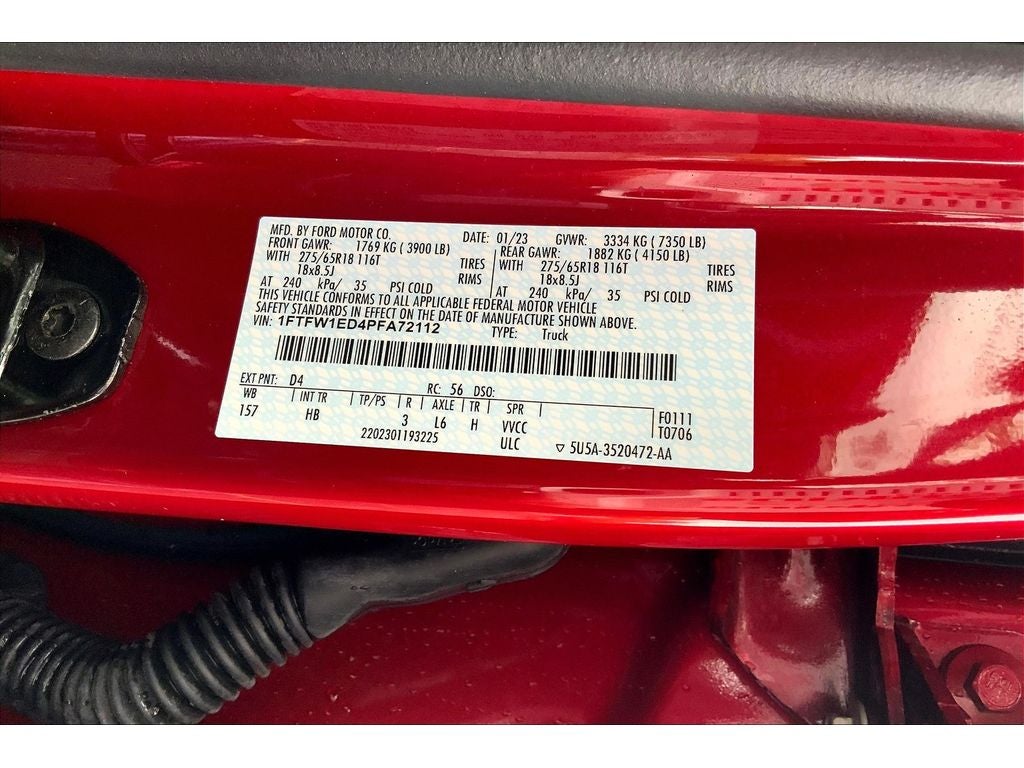 MFD. BY FORD MOTOR CO. DATE: 01/23 GVWR: 3334 KG ( 7350 LB)
FRONT GAWR: 1769 KG ( 3900 LB) REAR GAWR: 1882 KG ( 4150 LB)
WITH 275/65R18 116T TIRES WITH 275/65R18 116T TIRES
18x8.5J RIMS 18x8.5J RIMS
AT 240 kPa/ 35 PSI COLD AT 240 kPa/ 35 PSI COLD
THIS VEHICLE CONFORMS TO ALL APPLICABLE FEDERAL MOTOR VEHICLE
SAFETY STANDARDS IN EFFECT ON THE DATE OF MANUFACTURE SHOWN ABOVE.
VIN: 1FTFW1ED4PFA72112 TYPE: Truck
EXT PNT: D4 RC: 56 DSO:
WB INT TR TP/PS R AXLE TR SPR F0111
157 HB 3 L6 H VVCC T0706
2202301193225 ULC ▽ 5U5A-3520472-AA